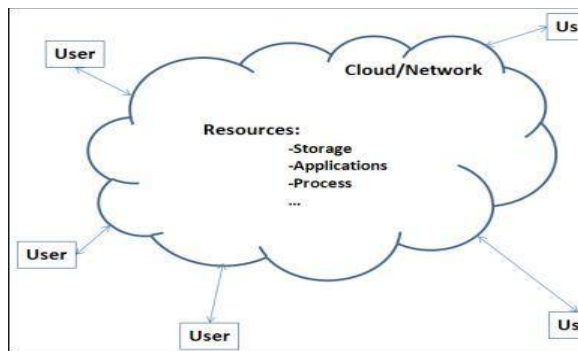 User
Us
Cloud/Network
Resources:
-Storage
-Applications
-Process
...
User
User
Us